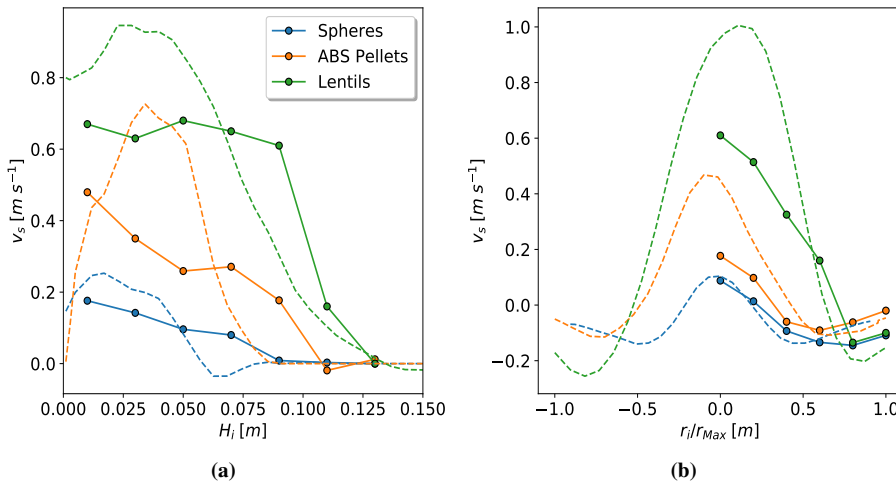 Spheres
ABS Pellets
Lentils
0.8
0.6
0.4
0.2
0.0
v_s [m s⁻¹]
0.000 0.025 0.050 0.075 0.100 0.125 0.150
H_i [m]
(a)
1.0
0.8
0.6
0.4
0.2
0.0
−0.2
v_s [m s⁻¹]
−1.0 −0.5 0.0 0.5 1.0
r_i/r_Max [m]
(b)